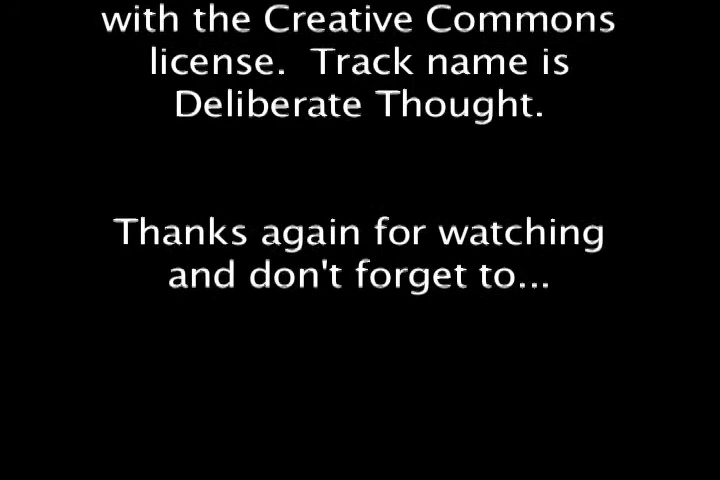 with the Creative Commons
license.  Track name is
Deliberate Thought.
Thanks again for watching
and don't forget to...